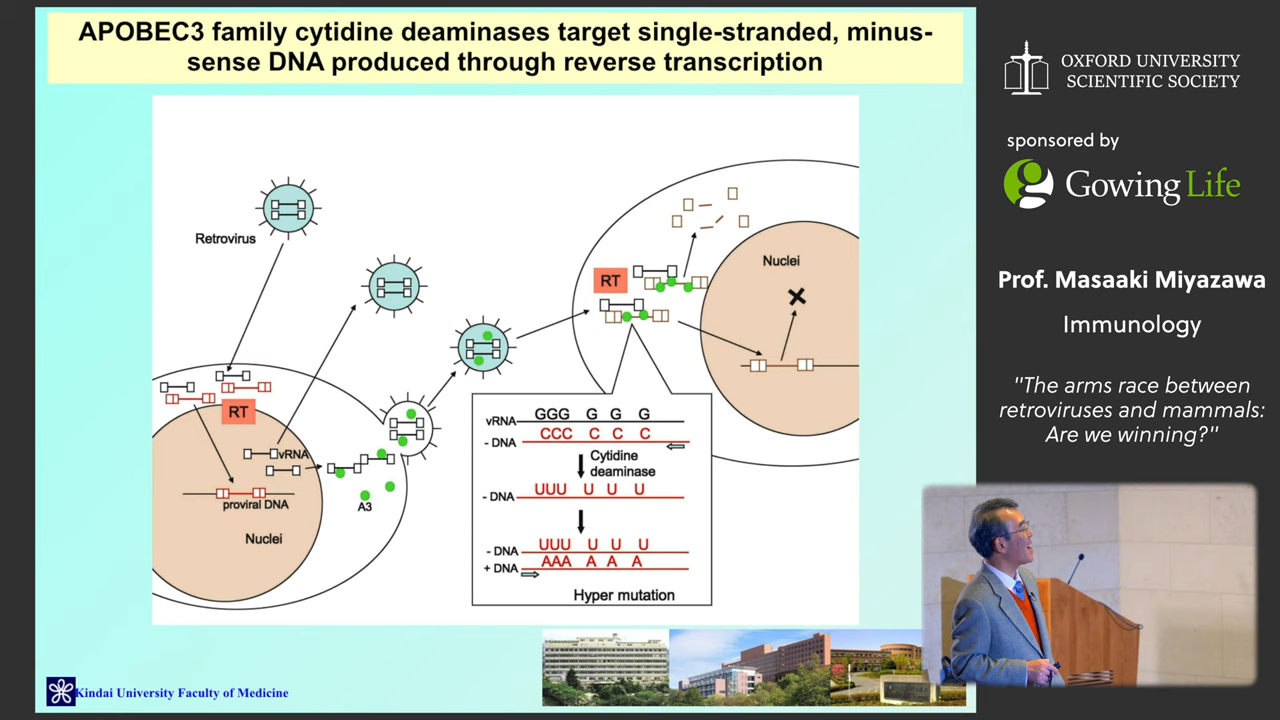 APOBEC3 family cytidine deaminases target single-stranded, minus-
sense DNA produced through reverse transcription
Retrovirus
RT
vRNA
proviral DNA
A3
Nuclei
RT
Nuclei
vRNA GGG G G G
- DNA CCC C C C
Cytidine
deaminase
- DNA UUU U U U
- DNA UUU U U U
+ DNA AAA A A A
Hyper mutation
Kindai University Faculty of Medicine
OXFORD UNIVERSITY
SCIENTIFIC SOCIETY
sponsored by
Gowing Life
Prof. Masaaki Miyazawa
Immunology
"The arms race between
retroviruses and mammals:
Are we winning?"